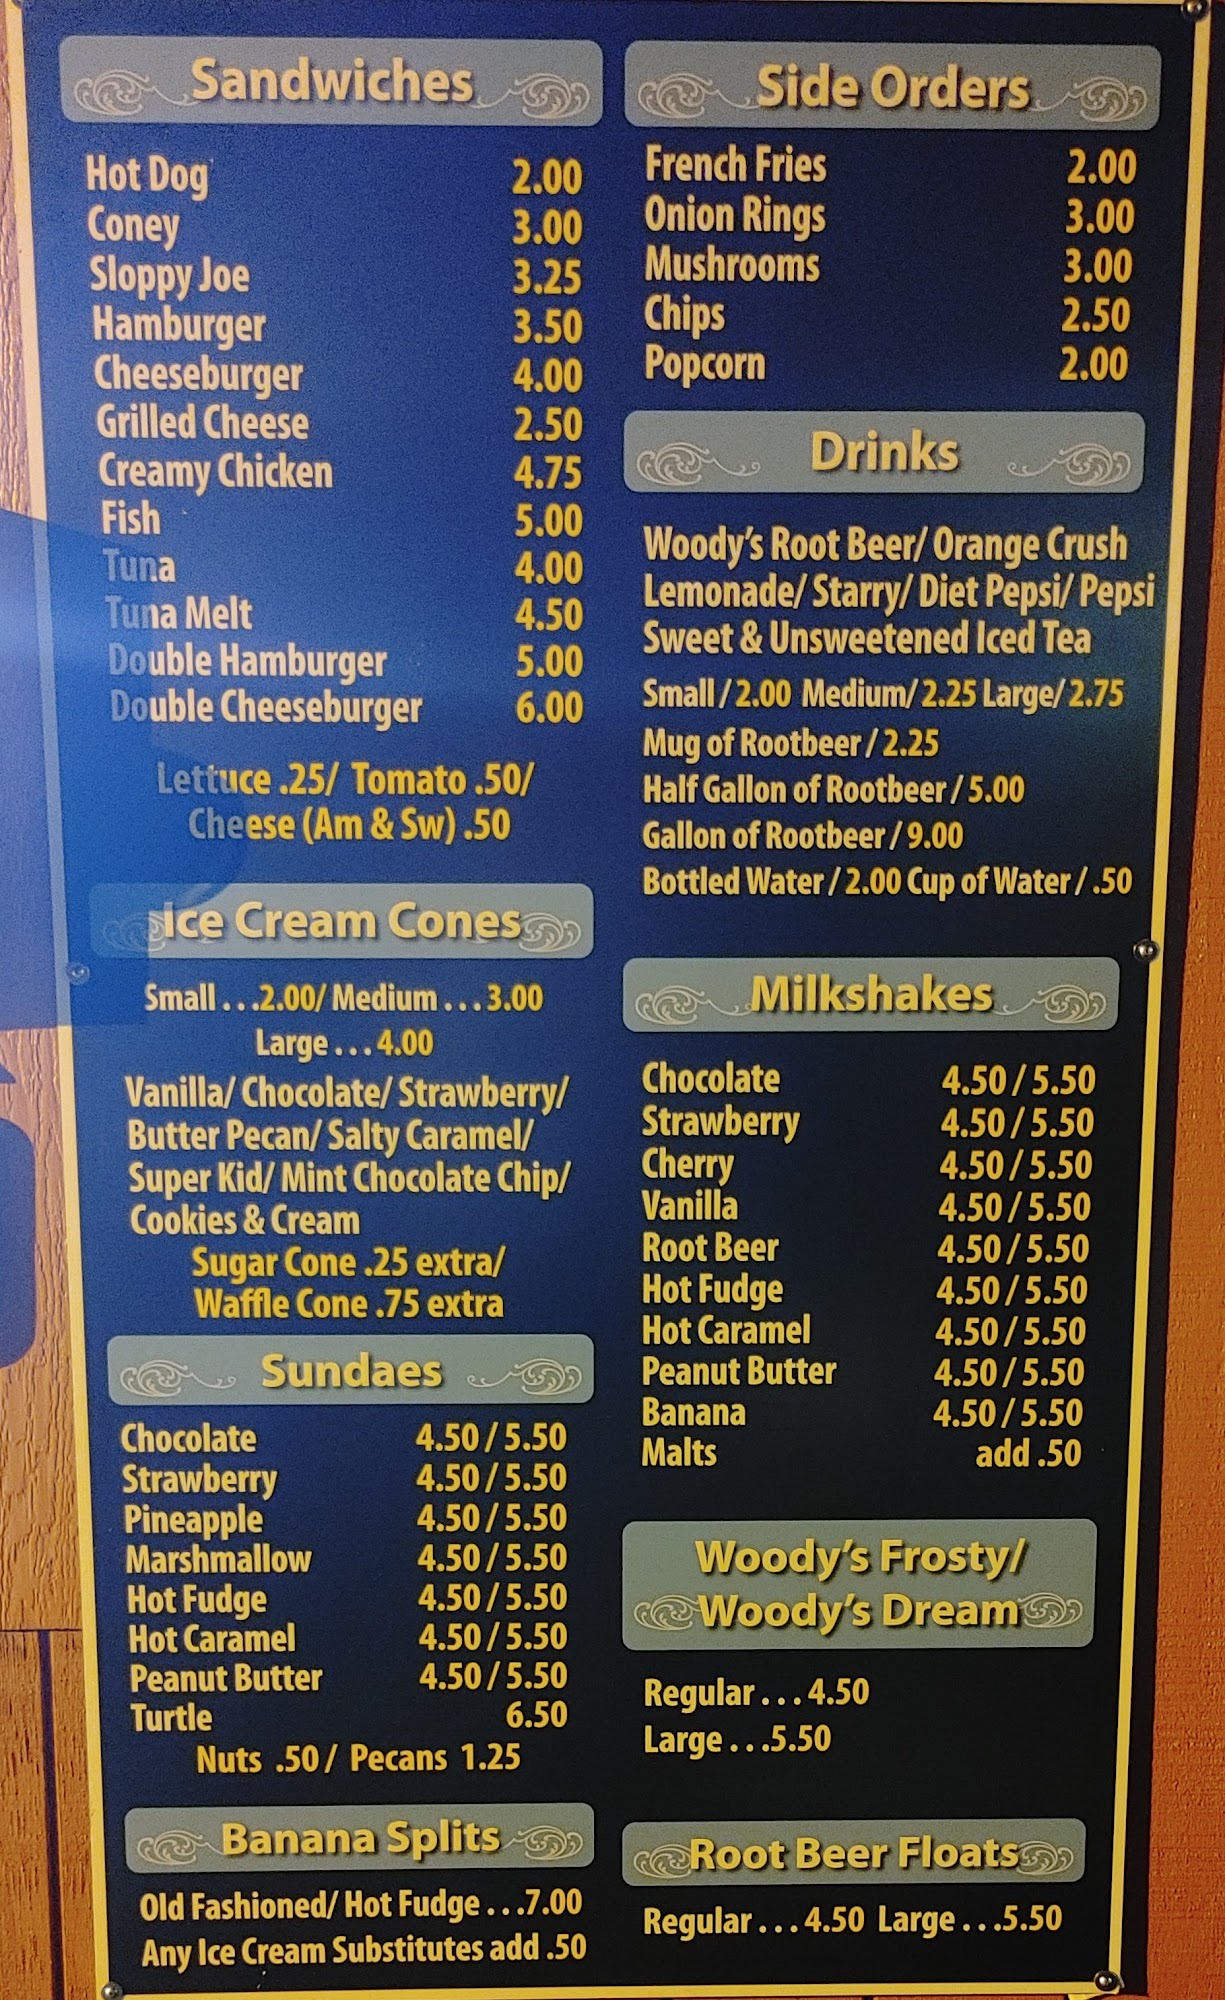 Sandwiches
Hot Dog 2.00
Coney 3.00
Sloppy Joe 3.25
Hamburger 3.50
Cheeseburger 4.00
Grilled Cheese 2.50
Creamy Chicken 4.75
Fish 5.00
Tuna 4.00
Tuna Melt 4.50
Double Hamburger 5.00
Double Cheeseburger 6.00
Lettuce .25/ Tomato .50/
Cheese (Am & Sw) .50
Ice Cream Cones
Small . . .2.00/ Medium . . . 3.00
Large . . . 4.00
Vanilla/ Chocolate/ Strawberry/
Butter Pecan/ Salty Caramel/
Super Kid/ Mint Chocolate Chip/
Cookies & Cream
Sugar Cone .25 extra/
Waffle Cone .75 extra
Sundaes
Chocolate 4.50 / 5.50
Strawberry 4.50 / 5.50
Pineapple 4.50 / 5.50
Marshmallow 4.50 / 5.50
Hot Fudge 4.50 / 5.50
Hot Caramel 4.50 / 5.50
Peanut Butter 4.50 / 5.50
Turtle 6.50
Nuts .50 / Pecans 1.25
Banana Splits
Old Fashioned/ Hot Fudge . . .7.00
Any Ice Cream Substitutes add .50
Side Orders
French Fries 2.00
Onion Rings 3.00
Mushrooms 3.00
Chips 2.50
Popcorn 2.00
Drinks
Woody's Root Beer/ Orange Crush
Lemonade/ Starry/ Diet Pepsi/ Pepsi
Sweet & Unsweetened Iced Tea
Small / 2.00 Medium/ 2.25 Large/ 2.75
Mug of Rootbeer / 2.25
Half Gallon of Rootbeer / 5.00
Gallon of Rootbeer / 9.00
Bottled Water / 2.00 Cup of Water / .50
Milkshakes
Chocolate 4.50 / 5.50
Strawberry 4.50 / 5.50
Cherry 4.50 / 5.50
Vanilla 4.50 / 5.50
Root Beer 4.50 / 5.50
Hot Fudge 4.50 / 5.50
Hot Caramel 4.50 / 5.50
Peanut Butter 4.50 / 5.50
Banana 4.50 / 5.50
Malts add .50
Woody's Frosty/
Woody's Dream
Regular . . . 4.50
Large . . .5.50
Root Beer Floats
Regular . . . 4.50 Large . . .5.50